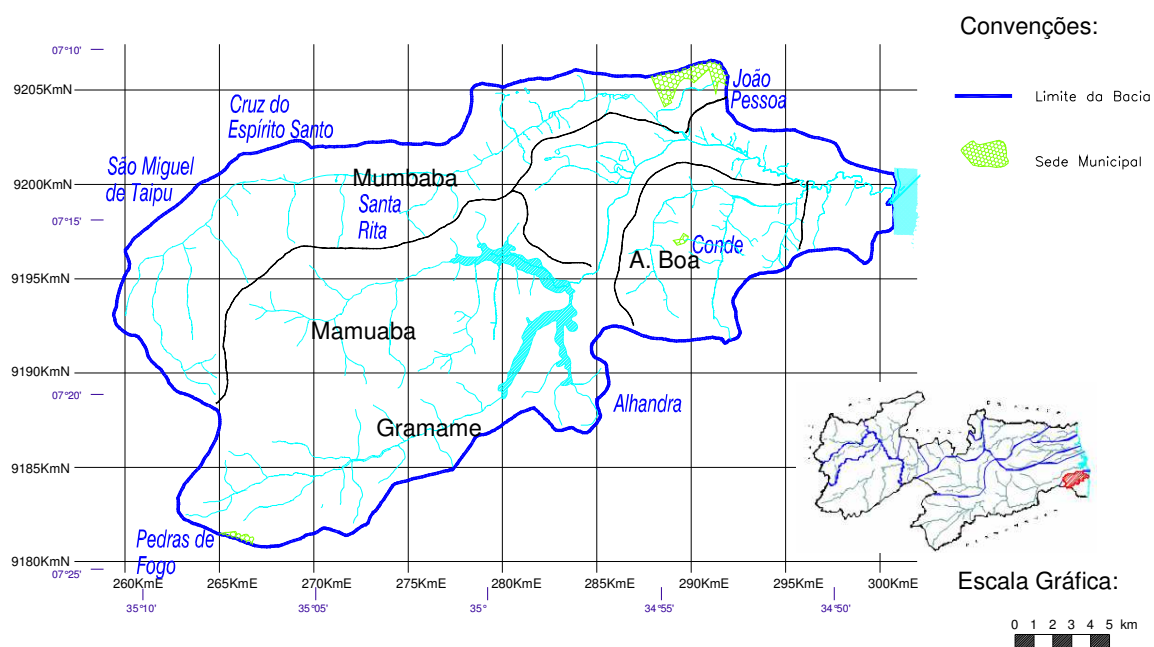 Convenções:
Limite da Bacia
Sede Municipal
07°10'
9205KmN
9200KmN
07°15'
9195KmN
9190KmN
07°20'
9185KmN
9180KmN
07°25'
João
Pessoa
Cruz do
Espírito Santo
São Miguel
de Taipu
Mumbaba
Santa
Rita
Conde
A. Boa
Mamuaba
Alhandra
Gramame
Pedras de
Fogo
260KmE
265KmE
270KmE
275KmE
280KmE
285KmE
290KmE
295KmE
300KmE
35°10'
35°05'
35°
34°55'
34°50'
Escala Gráfica:
0 1 2 3 4 5 km